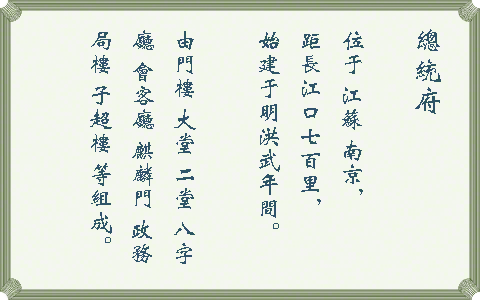 總統府
位于 江蘇 南京，
距長江口七百里，
始建于明洪武年間。
由門樓 大堂 二堂 八字
廳 會客廳 麒麟門 政務
局樓 子超樓 等組成。